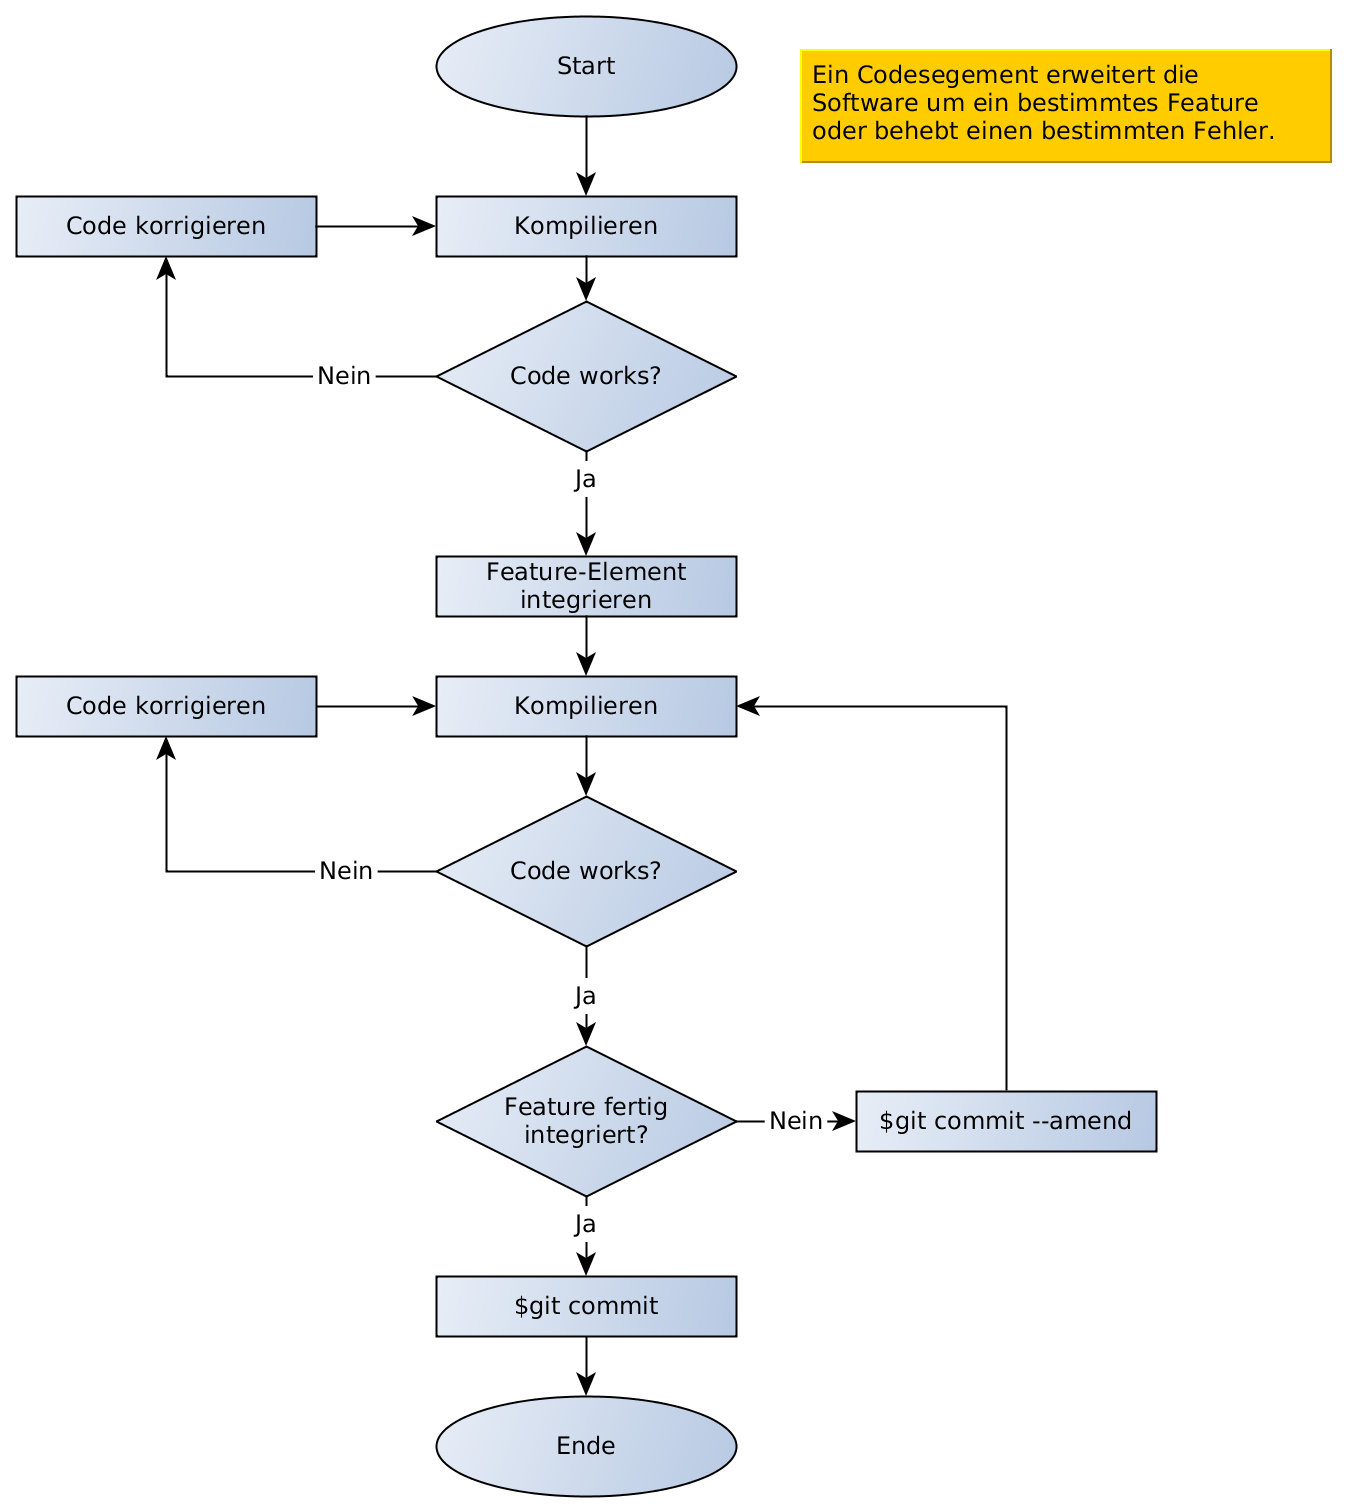 Start
Ein Codesegement erweitert die
Software um ein bestimmtes Feature
oder behebt einen bestimmten Fehler.
Code korrigieren
Kompilieren
Nein
Code works?
Ja
Feature-Element
integrieren
Code korrigieren
Kompilieren
Nein
Code works?
Ja
Feature fertig
integriert?
Nein
$git commit --amend
Ja
$git commit
Ende